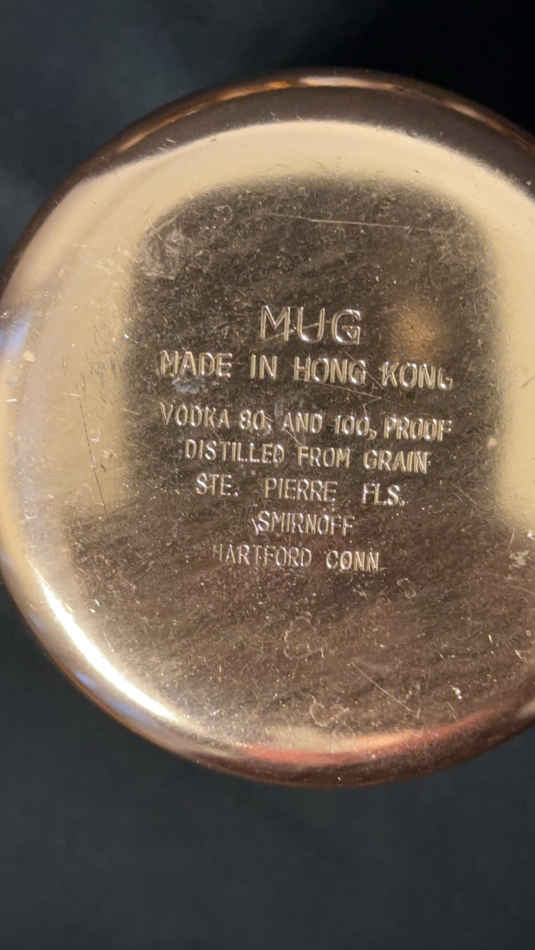 MUG
MADE IN HONG KONG
VODKA 80, AND 100, PROOF
DISTILLED FROM GRAIN
STE. PIERRE FLS.
SMIRNOFF
HARTFORD CONN.